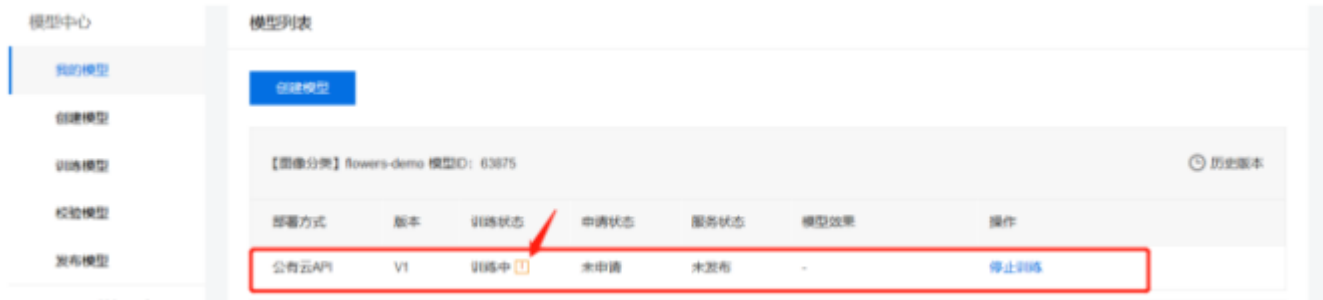 模型中心
模型列表
我的模型
创建模型
创建模型
训练模型
【图像分类】flowers-demo 模型ID: 63875
历史版本
校验模型
部署方式 版本 训练状态 申请状态 服务状态 模型效果 操作
发布模型
公有云API V1 训练中 未申请 未发布 - 停止训练